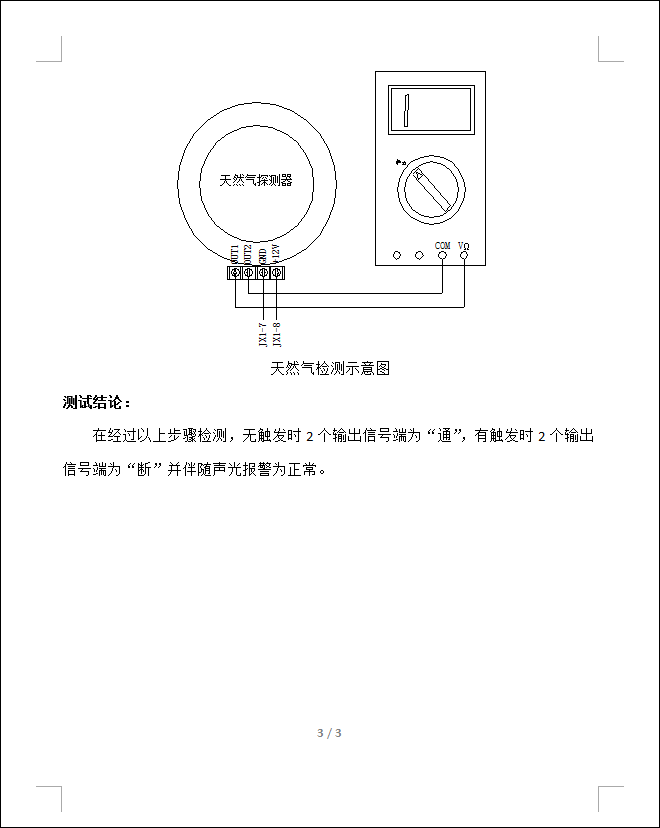 天然气探测器
OUT1
OUT2
GND
+12V
COM VΩ
JX1-7
JX1-8
天然气检测示意图
测试结论：
在经过以上步骤检测，无触发时 2 个输出信号端为“通”，有触发时 2 个输出
信号端为“断”并伴随声光报警为正常。
3 / 3